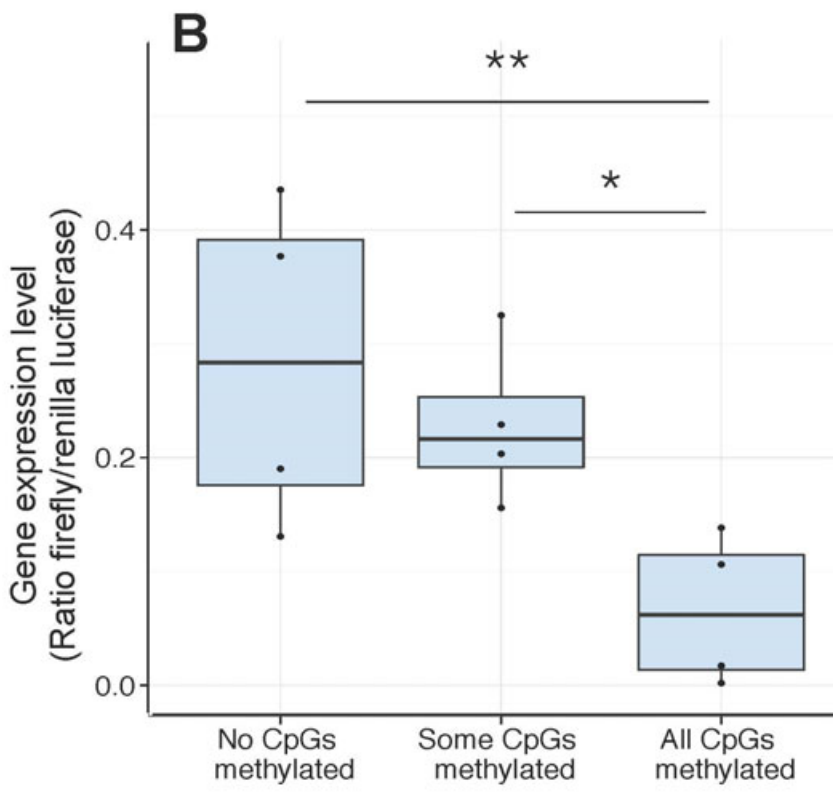 B
**
*
Gene expression level
(Ratio firefly/renilla luciferase)
0.4
0.2
0.0
No CpGs
methylated
Some CpGs
methylated
All CpGs
methylated